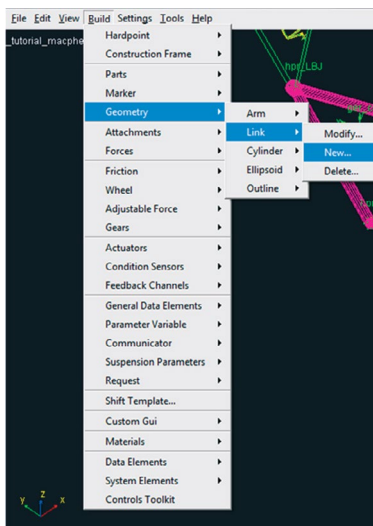 File Edit View Build Settings Tools Help
_tutorial_macphe
Hardpoint
Construction Frame
Parts
Marker
Geometry
Attachments
Forces
Friction
Wheel
Adjustable Force
Gears
Actuators
Condition Sensors
Feedback Channels
General Data Elements
Parameter Variable
Communicator
Suspension Parameters
Request
Shift Template...
Custom Gui
Materials
Data Elements
System Elements
Controls Toolkit
Arm
Link
Cylinder
Ellipsoid
Outline
Modify...
New...
Delete...
hpr_LBJ
y z x